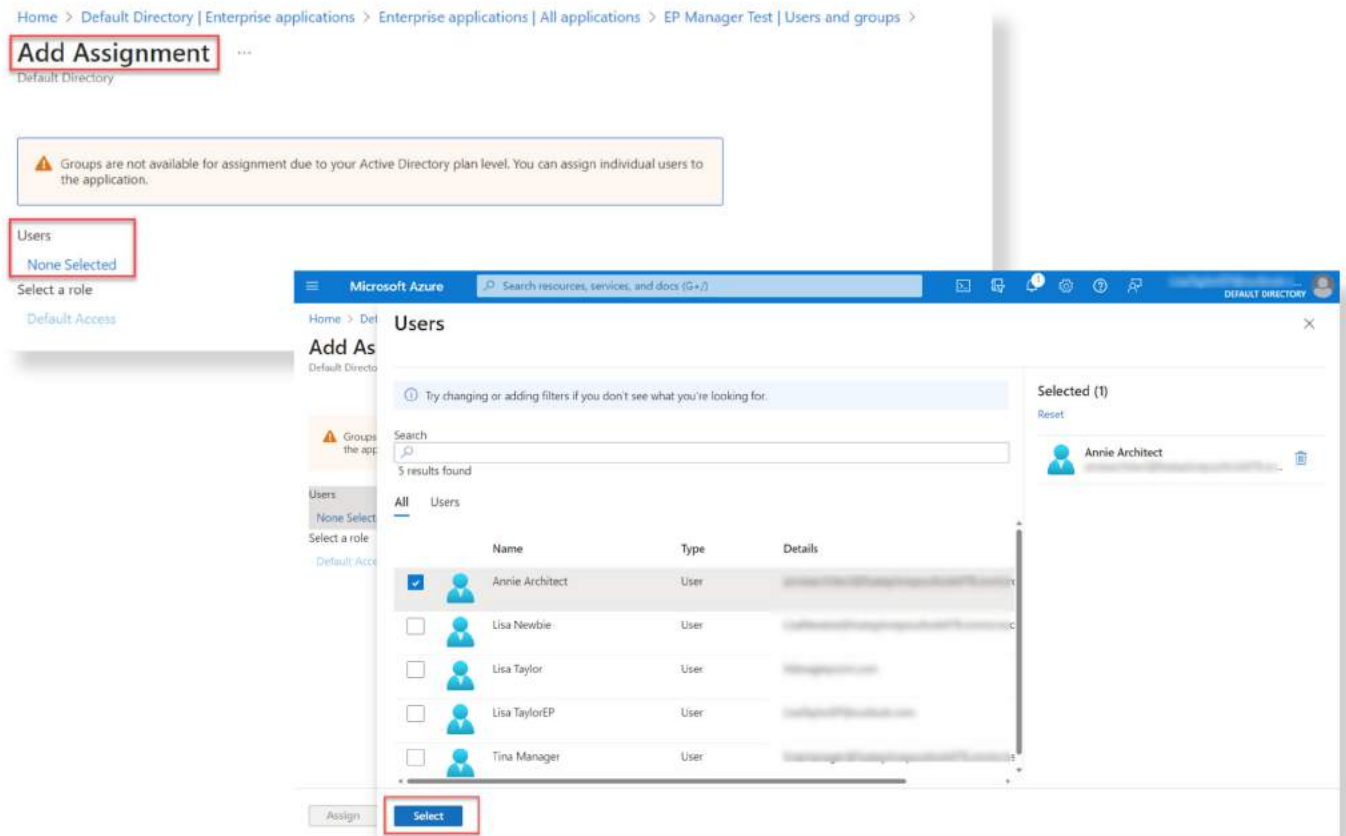 Home > Default Directory | Enterprise applications > Enterprise applications | All applications > EP Manager Test | Users and groups >
Add Assignment ...
Default Directory
Groups are not available for assignment due to your Active Directory plan level. You can assign individual users to
the application.
Users
None Selected
Select a role
Default Access
Microsoft Azure
Search resources, services, and docs (G+/)
1
DEFAULT DIRECTORY
Home > Def
Add As
Default Directo
Groups
the app
Users
None Select
Select a role
Default Acce
Assign
Users
Try changing or adding filters if you don't see what you're looking for.
Search
5 results found
All Users
Name Type Details
Annie Architect User
Lisa Newbie User
Lisa Taylor User
Lisa TaylorEP User
Tina Manager User
Select
Selected (1)
Reset
Annie Architect